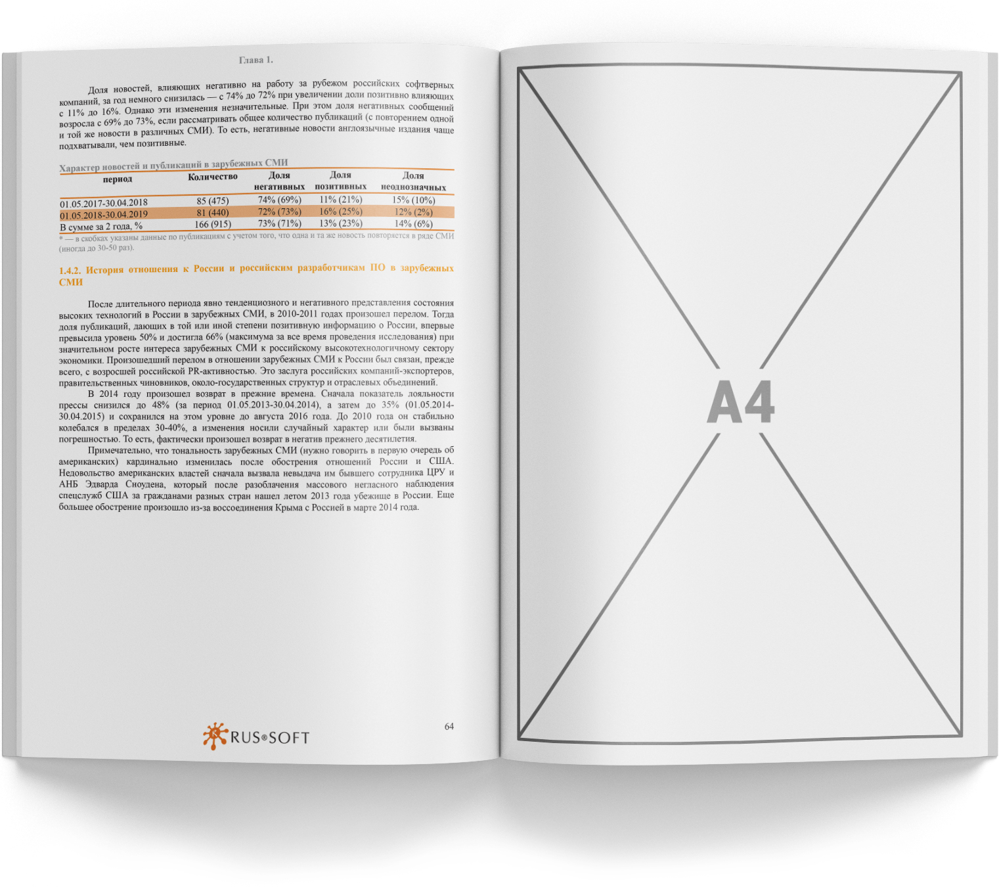 Глава 1.
Доля новостей, влияющих негативно на работу за рубежом российских софтверных
компаний, за год немного снизилась — с 74% до 72% при увеличении доли позитивно влияющих
с 11% до 16%. Однако эти изменения незначительные. При этом доля негативных сообщений
возросла с 69% до 73%, если рассматривать общее количество публикаций (с повторением одной
и той же новости в различных СМИ). То есть, негативные новости англоязычные издания чаще
подхватывали, чем позитивные.
Характер новостей и публикаций в зарубежных СМИ
период Количество Доля негативных Доля позитивных Доля неоднозначных
01.05.2017-30.04.2018 85 (475) 74% (69%) 11% (21%) 15% (10%)
01.05.2018-30.04.2019 81 (440) 72% (73%) 16% (25%) 12% (2%)
В сумме за 2 года, % 166 (915) 73% (71%) 13% (23%) 14% (6%)
* — в скобках указаны данные по публикациям с учетом того, что одна и та же новость повторяется в ряде СМИ
(иногда до 30-50 раз).
1.4.2. История отношения к России и российским разработчикам ПО в зарубежных
СМИ
После длительного периода явно тенденциозного и негативного представления состояния
высоких технологий в России в зарубежных СМИ, в 2010-2011 годах произошел перелом. Тогда
доля публикаций, дающих в той или иной степени позитивную информацию о России, впервые
превысила уровень 50% и достигла 66% (максимума за все время проведения исследования) при
значительном росте интереса зарубежных СМИ к российскому высокотехнологичному сектору
экономики. Произошедший перелом в отношении зарубежных СМИ к России был связан, прежде
всего, с возросшей российской PR-активностью. Это заслуга российских компаний-экспортеров,
правительственных чиновников, около-государственных структур и отраслевых объединений.
В 2014 году произошел возврат в прежние времена. Сначала показатель лояльности
прессы снизился до 48% (за период 01.05.2013-30.04.2014), а затем до 35% (01.05.2014-
30.04.2015) и сохранился на этом уровне до августа 2016 года. До 2010 года он стабильно
колебался в пределах 30-40%, а изменения носили случайный характер или были вызваны
погрешностью. То есть, фактически произошел возврат в негатив прежнего десятилетия.
Примечательно, что тональность зарубежных СМИ (нужно говорить в первую очередь об
американских) кардинально изменилась после обострения отношений России и США.
Недовольство американских властей сначала вызвала невыдача им бывшего сотрудника ЦРУ и
АНБ Эдварда Сноудена, который после разоблачения массового негласного наблюдения
спецслужб США за гражданами разных стран нашел летом 2013 года убежище в России. Еще
большее обострение произошло из-за воссоединения Крыма с Россией в марте 2014 года.
RUS®SOFT
64
A4